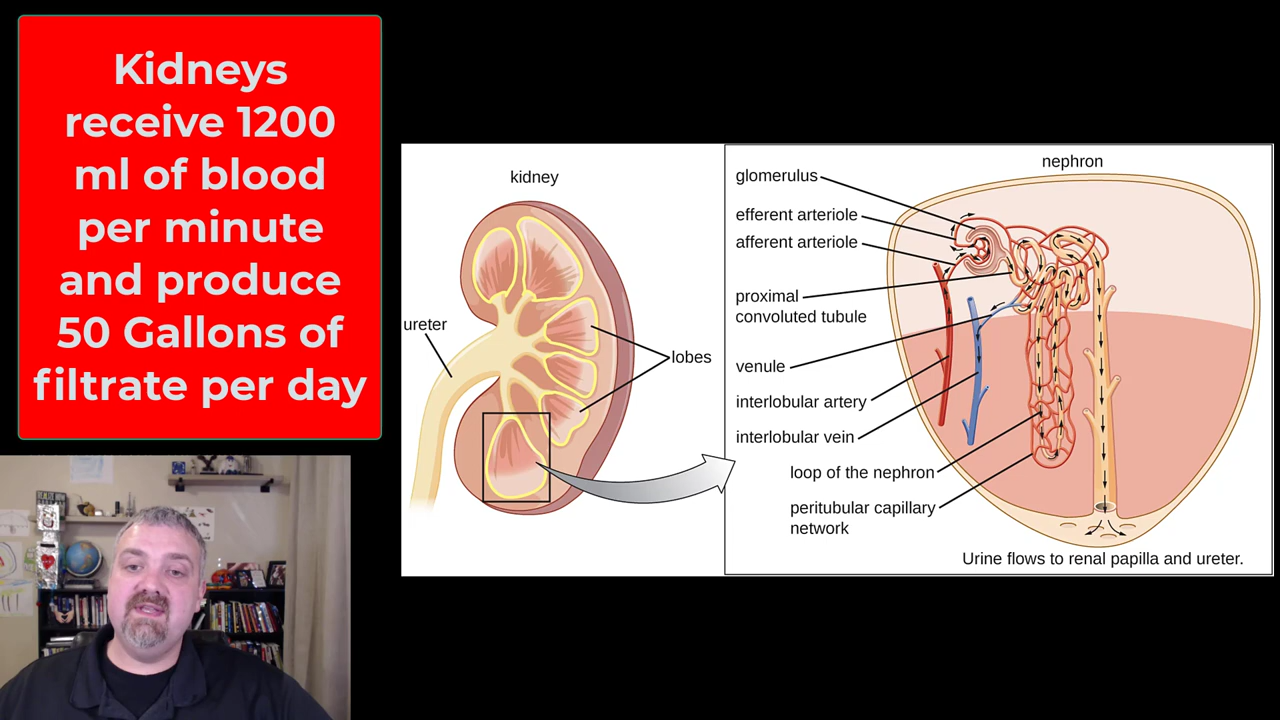 Kidneys
receive 1200
ml of blood
per minute
and produce
50 Gallons of
filtrate per day
kidney
ureter
lobes
nephron
glomerulus
efferent arteriole
afferent arteriole
proximal
convoluted tubule
venule
interlobular artery
interlobular vein
loop of the nephron
peritubular capillary
network
Urine flows to renal papilla and ureter.